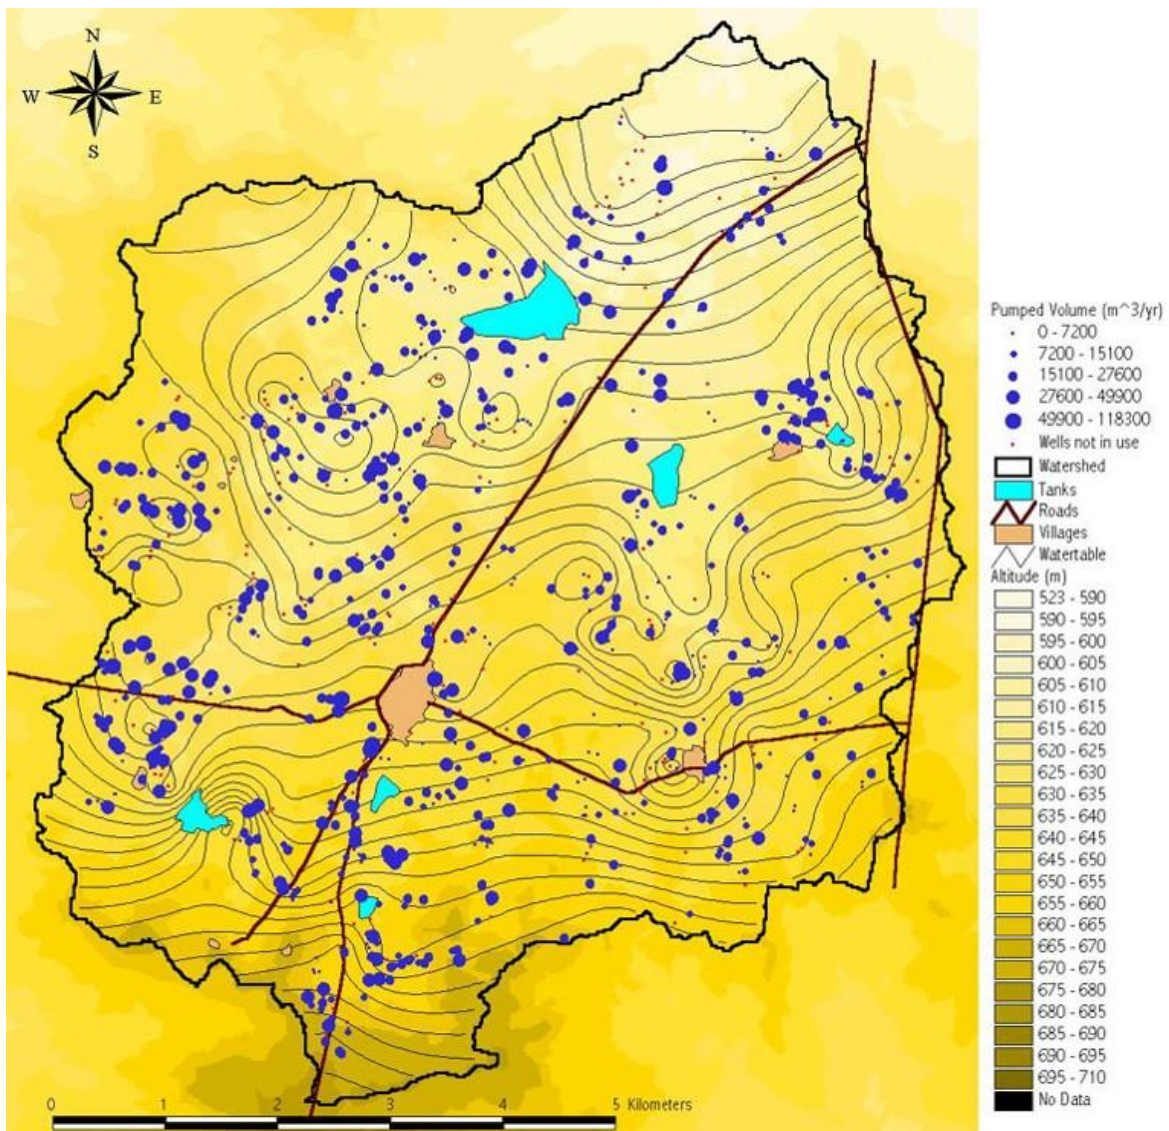 N
W E
S
Pumped Volume (m^3/yr)
0 - 7200
7200 - 15100
15100 - 27600
27600 - 49900
49900 - 118300
Wells not in use
Watershed
Tanks
Roads
Villages
Watertable
Altitude (m)
523 - 590
590 - 595
595 - 600
600 - 605
605 - 610
610 - 615
615 - 620
620 - 625
625 - 630
630 - 635
635 - 640
640 - 645
645 - 650
650 - 655
655 - 660
660 - 665
665 - 670
670 - 675
675 - 680
680 - 685
685 - 690
690 - 695
695 - 710
No Data
0 1 2 3 4 5 Kilometers